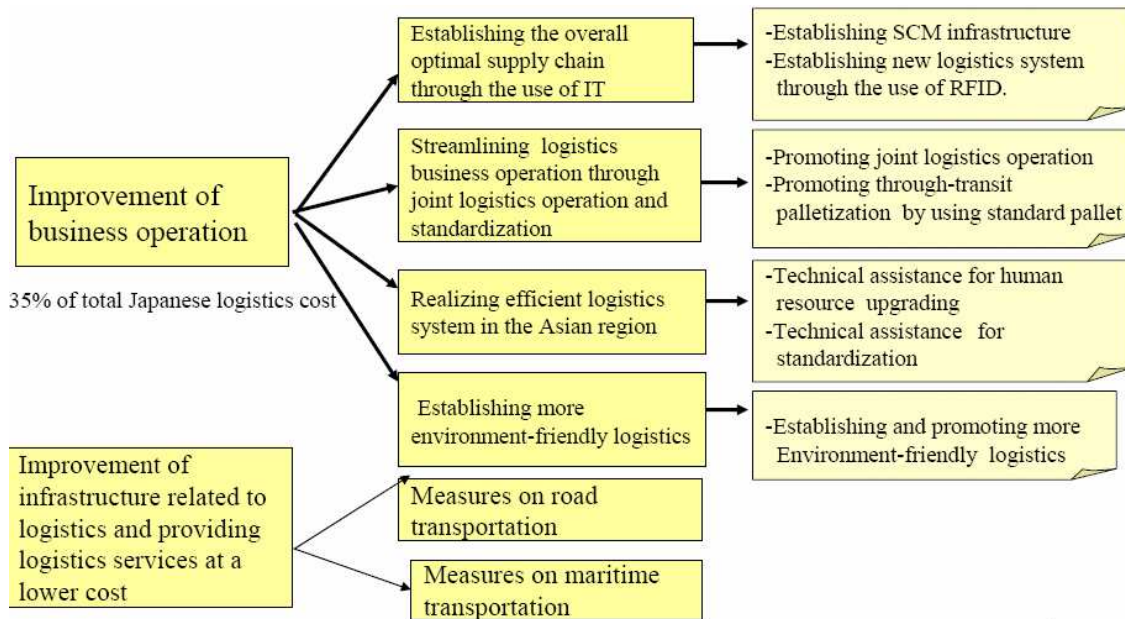 Improvement of
business operation
35% of total Japanese logistics cost
Improvement of
infrastructure related to
logistics and providing
logistics services at a
lower cost
Establishing the overall
optimal supply chain
through the use of IT
Streamlining logistics
business operation through
joint logistics operation and
standardization
Realizing efficient logistics
system in the Asian region
Establishing more
environment-friendly logistics
Measures on road
transportation
Measures on maritime
transportation
-Establishing SCM infrastructure
-Establishing new logistics system
through the use of RFID.
-Promoting joint logistics operation
-Promoting through-transit
palletization by using standard pallet
-Technical assistance for human
resource upgrading
-Technical assistance for
standardization
-Establishing and promoting more
Environment-friendly logistics